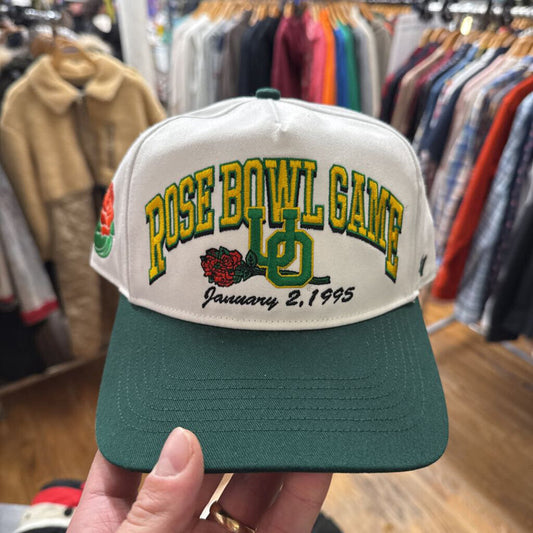 ROSE BOWL GAME
UO
January 2, 1995